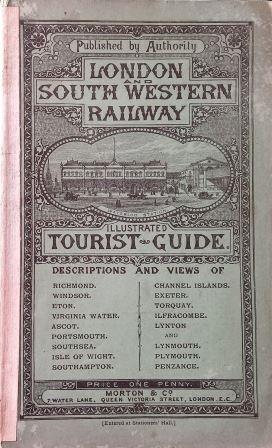 Published by Authority
LONDON
AND
SOUTH WESTERN
RAILWAY
ILLUSTRATED
TOURIST GUIDE.
DESCRIPTIONS AND VIEWS OF
RICHMOND.
WINDSOR.
ETON.
VIRGINIA WATER.
ASCOT.
PORTSMOUTH.
SOUTHSEA.
ISLE OF WIGHT.
SOUTHAMPTON.
CHANNEL ISLANDS.
EXETER.
TORQUAY.
ILFRACOMBE.
LYNTON
AND
LYNMOUTH.
PLYMOUTH.
PENZANCE.
PRICE ONE PENNY.
MORTON & CO
7, WATER LANE, QUEEN VICTORIA STREET, LONDON. E.C.
[Entered at Stationers' Hall.]